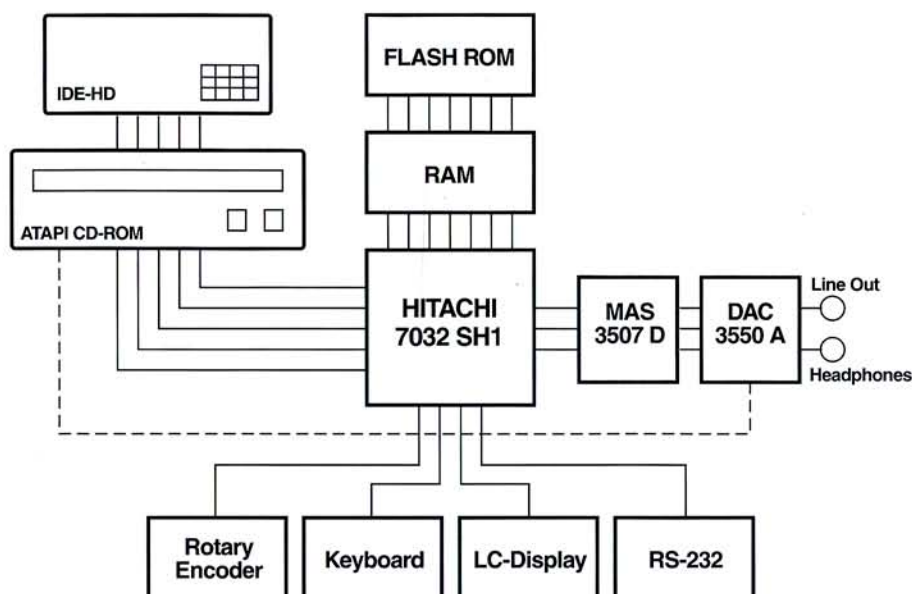 IDE-HD
FLASH ROM
RAM
ATAPI CD-ROM
HITACHI
7032 SH1
MAS
3507 D
DAC
3550 A
Line Out
Headphones
Rotary
Encoder
Keyboard
LC-Display
RS-232